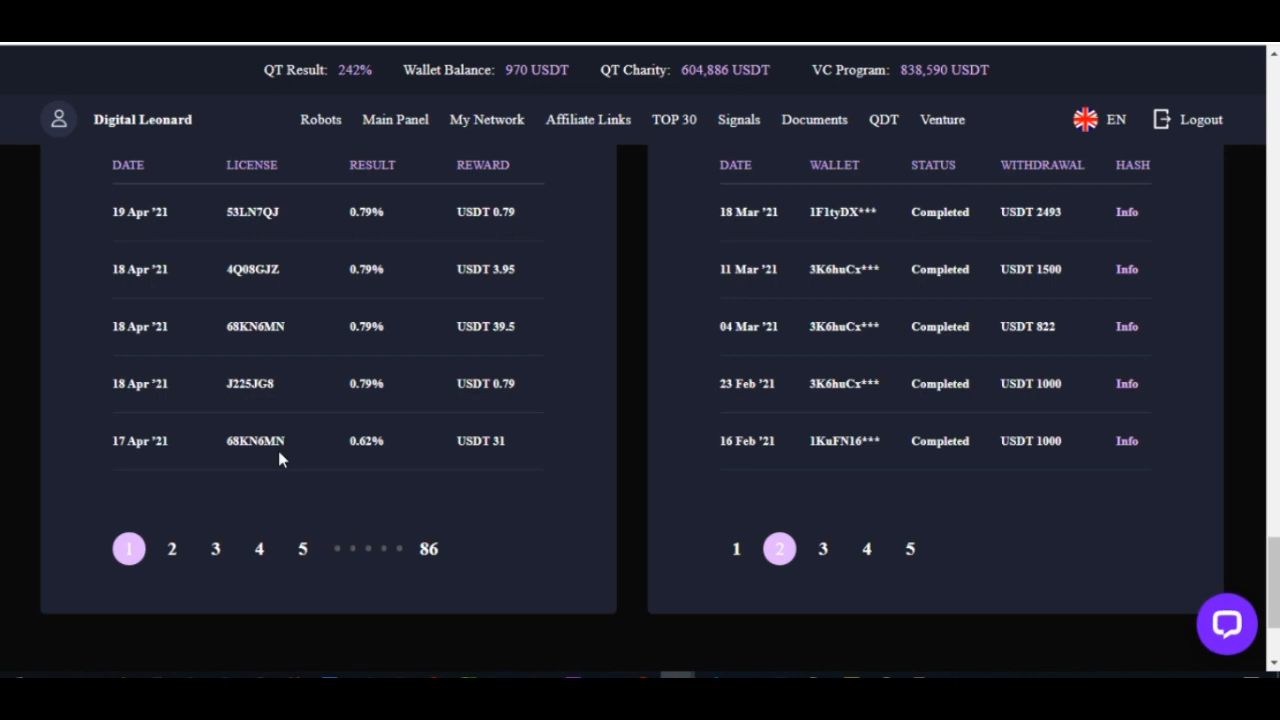 QT Result: 242% Wallet Balance: 970 USDT QT Charity: 604,886 USDT VC Program: 838,590 USDT
Digital Leonard Robots Main Panel My Network Affiliate Links TOP 30 Signals Documents QDT Venture EN Logout
DATE LICENSE RESULT REWARD
19 Apr '21 53LN7QJ 0.79% USDT 0.79
18 Apr '21 4Q08GJZ 0.79% USDT 3.95
18 Apr '21 68KN6MN 0.79% USDT 39.5
18 Apr '21 J225JG8 0.79% USDT 0.79
17 Apr '21 68KN6MN 0.62% USDT 31
1 2 3 4 5 ..... 86
DATE WALLET STATUS WITHDRAWAL HASH
18 Mar '21 1F1tyDX*** Completed USDT 2493 Info
11 Mar '21 3K6huCx*** Completed USDT 1500 Info
04 Mar '21 3K6huCx*** Completed USDT 822 Info
23 Feb '21 3K6huCx*** Completed USDT 1000 Info
16 Feb '21 1KuFN16*** Completed USDT 1000 Info
1 2 3 4 5